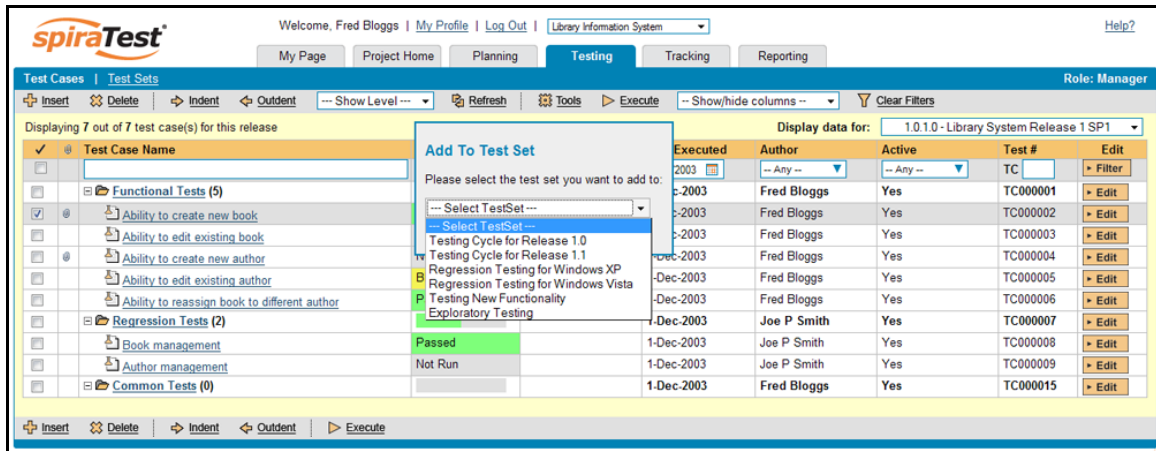 spiraTest
Welcome, Fred Bloggs | My Profile | Log Out | Library Information System
Help?
My Page Project Home Planning Testing Tracking Reporting
Test Cases | Test Sets
Role: Manager
Insert Delete Indent Outdent --- Show Level --- Refresh Tools Execute -- Show/hide columns -- Clear Filters
Displaying 7 out of 7 test case(s) for this release
Display data for: 1.0.1.0 - Library System Release 1 SP1
Test Case Name Executed Author Active Test # Edit
2003 -- Any -- -- Any -- TC Filter
Functional Tests (5) c-2003 Fred Bloggs Yes TC000001 Edit
Ability to create new book c-2003 Fred Bloggs Yes TC000002 Edit
Ability to edit existing book c-2003 Fred Bloggs Yes TC000003 Edit
Ability to create new author -Dec-2003 Fred Bloggs Yes TC000004 Edit
Ability to edit existing author B -Dec-2003 Fred Bloggs Yes TC000005 Edit
Ability to reassign book to different author P -Dec-2003 Fred Bloggs Yes TC000006 Edit
Regression Tests (2) 1-Dec-2003 Joe P Smith Yes TC000007 Edit
Book management Passed 1-Dec-2003 Joe P Smith Yes TC000008 Edit
Author management Not Run 1-Dec-2003 Joe P Smith Yes TC000009 Edit
Common Tests (0) 1-Dec-2003 Fred Bloggs Yes TC000015 Edit
Add To Test Set
Please select the test set you want to add to:
--- Select TestSet ---
--- Select TestSet ---
Testing Cycle for Release 1.0
Testing Cycle for Release 1.1
Regression Testing for Windows XP
Regression Testing for Windows Vista
Testing New Functionality
Exploratory Testing
Insert Delete Indent Outdent Execute